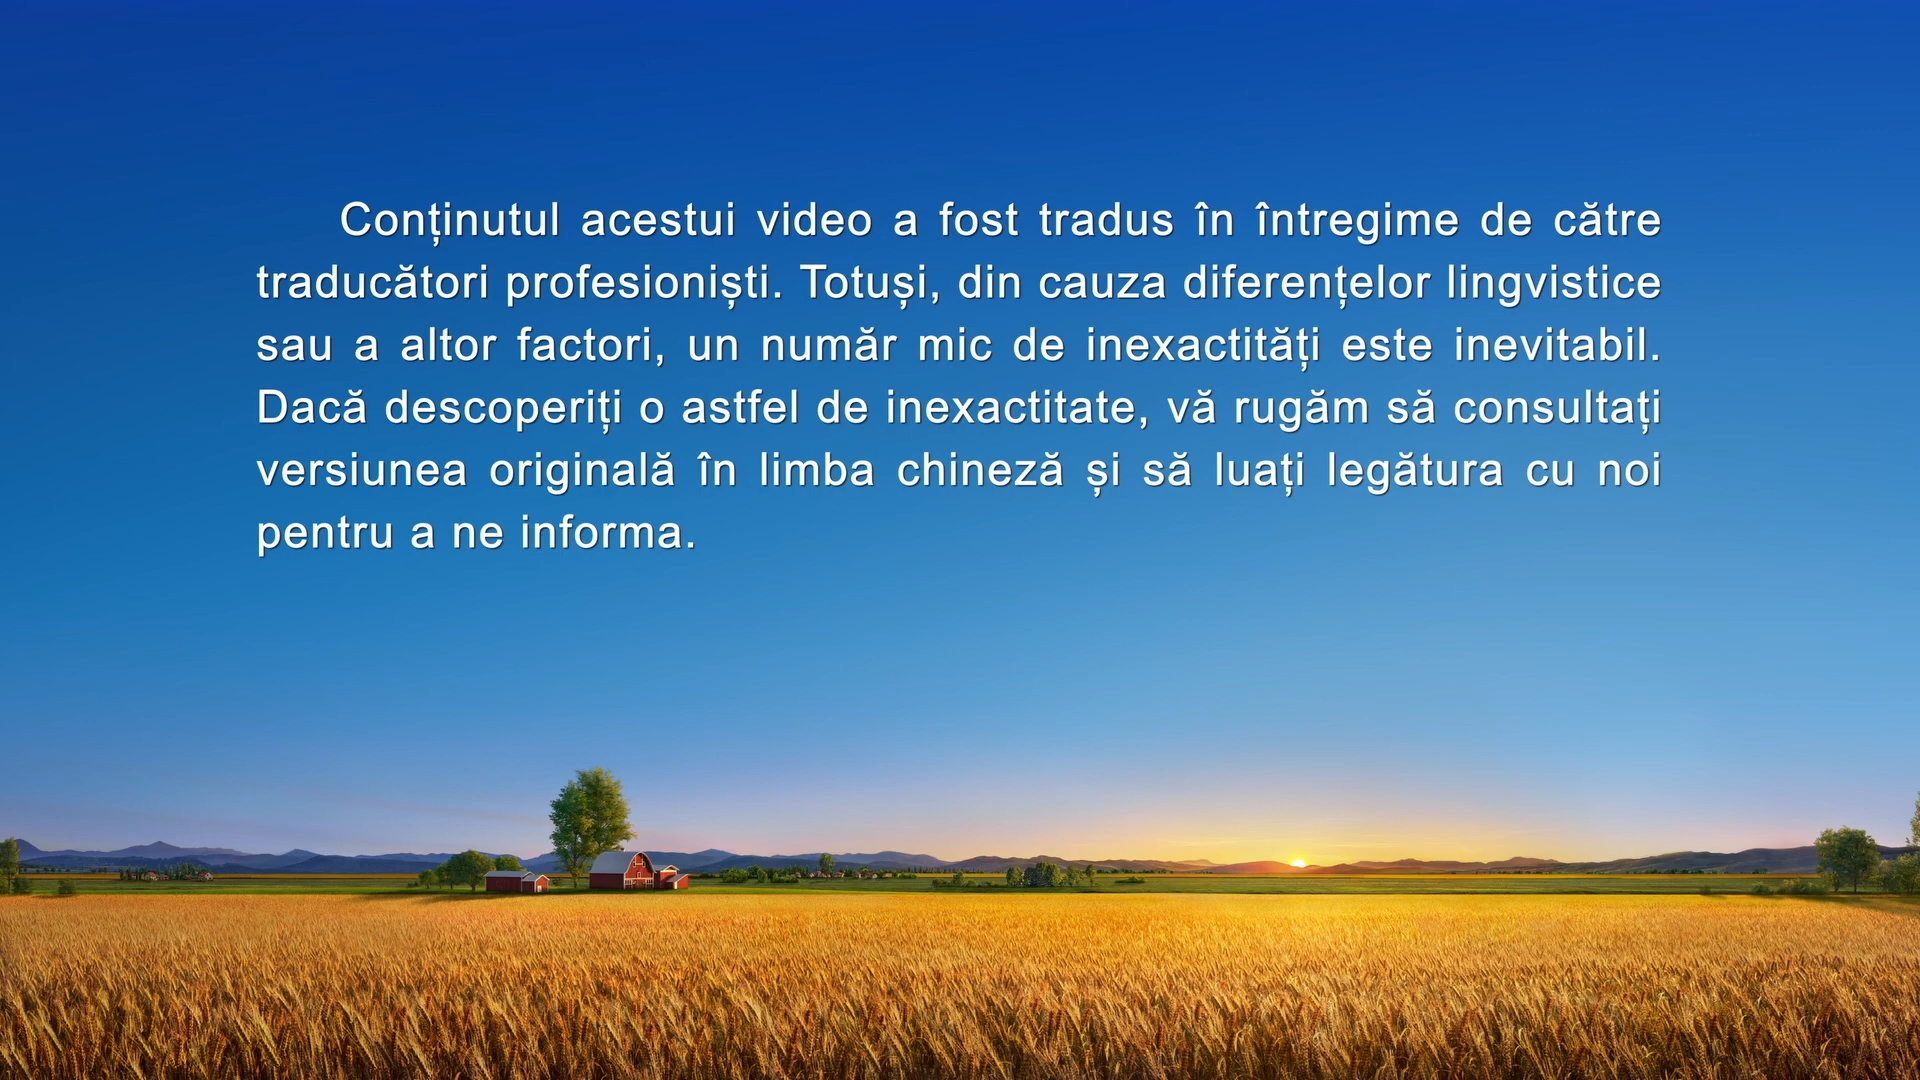 Conținutul acestui video a fost tradus în întregime de către
traducători profesioniști. Totuși, din cauza diferențelor lingvistice
sau a altor factori, un număr mic de inexactități este inevitabil.
Dacă descoperiți o astfel de inexactitate, vă rugăm să consultați
versiunea originală în limba chineză și să luați legătura cu noi
pentru a ne informa.